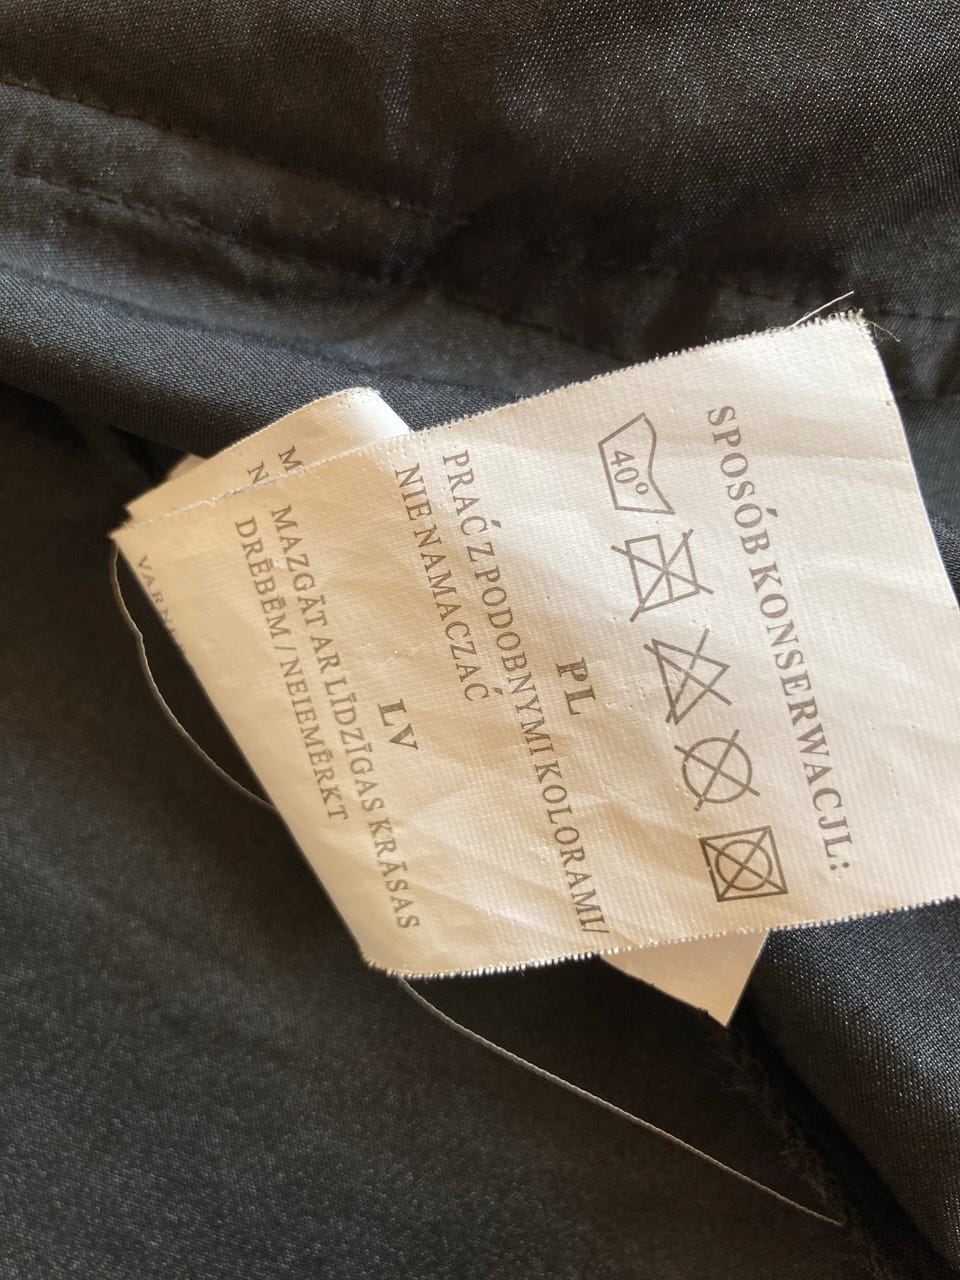 SPOSÓB KONSERWACJI:
40°
PL
PRAĆ Z PODOBNYMI KOLORAMI/
NIE NAMACZAĆ
LV
MAZGĀT AR LĪDZĪGAS KRĀSAS
DRĒBĒM / NEIEMĒRKT